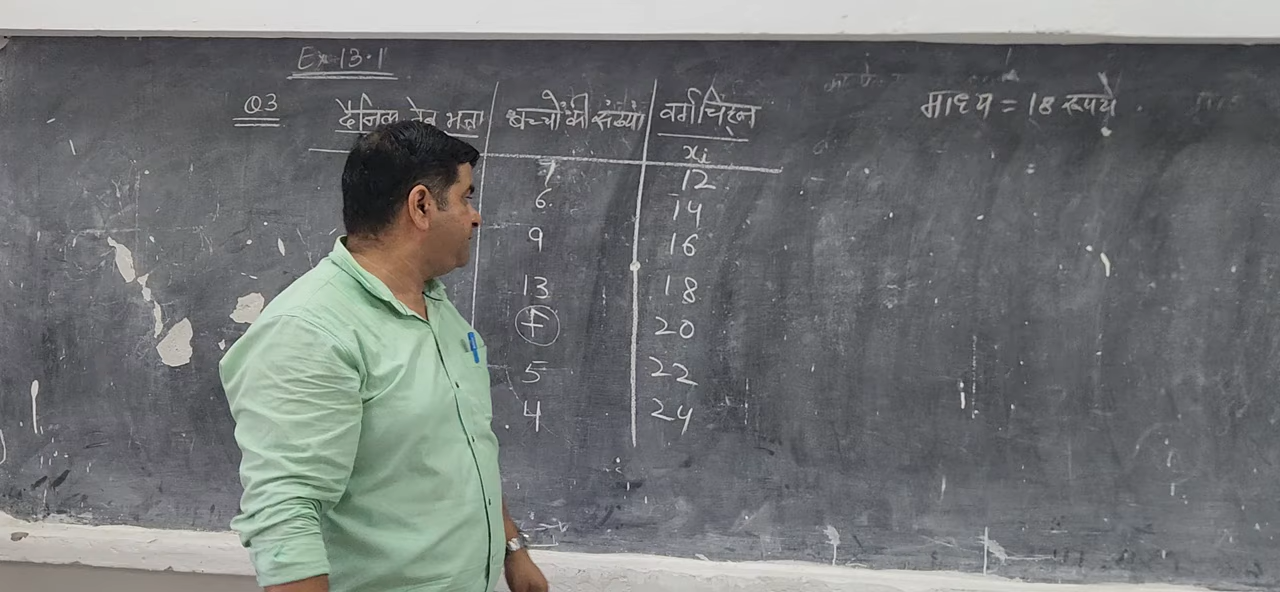 Ex 13.1
Q3 दैनिक जेब भत्ता बच्चों की संख्या वर्ग चिह्न माध्य = 18 रूपये
xi
7 12
6 14
9 16
13 18
f 20
5 22
4 24